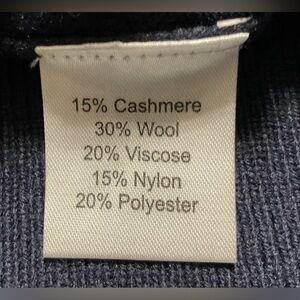 15% Cashmere
30% Wool
20% Viscose
15% Nylon
20% Polyester